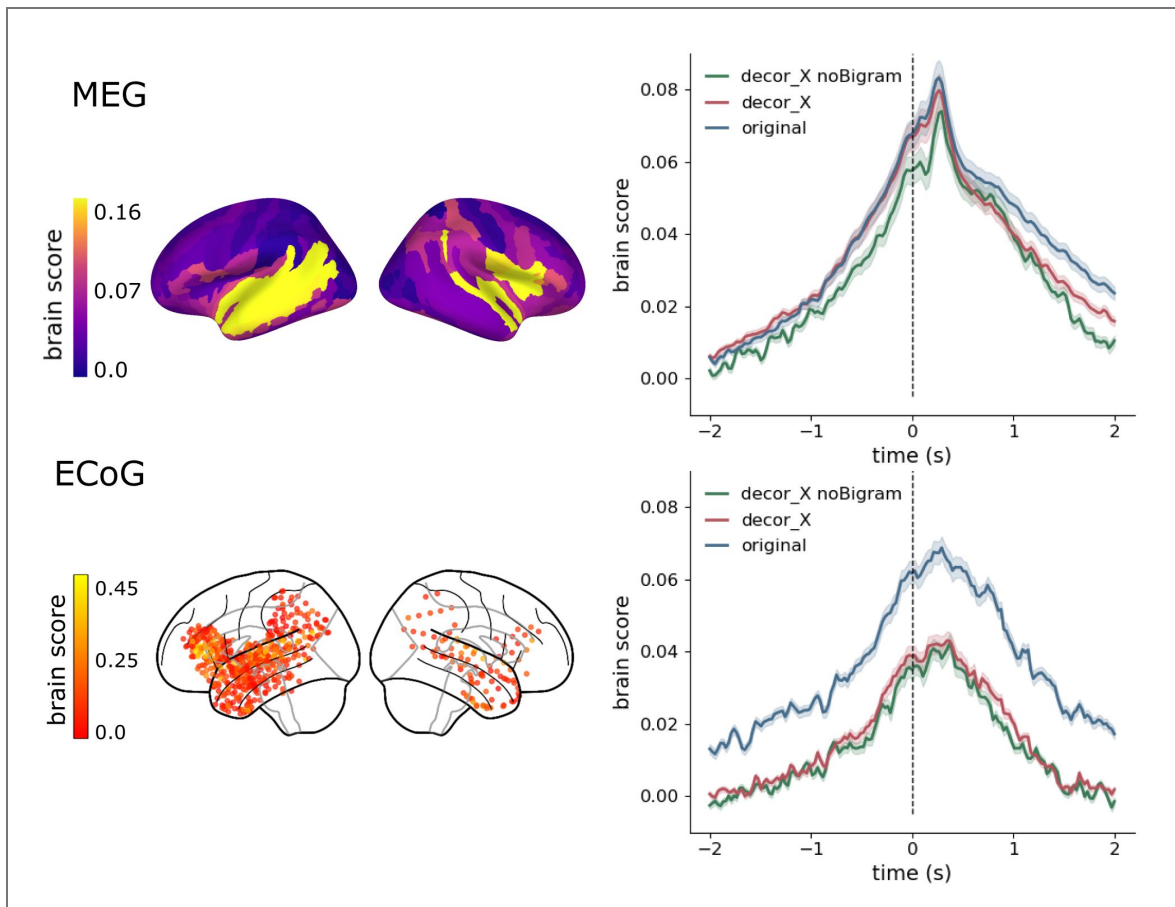 MEG
0.16
0.07
0.0
brain score
decor_X noBigram
decor_X
original
0.08
0.06
0.04
0.02
0.00
brain score
−2
−1
0
1
2
time (s)
ECoG
0.45
0.25
0.0
brain score
decor_X noBigram
decor_X
original
0.08
0.06
0.04
0.02
0.00
brain score
−2
−1
0
1
2
time (s)